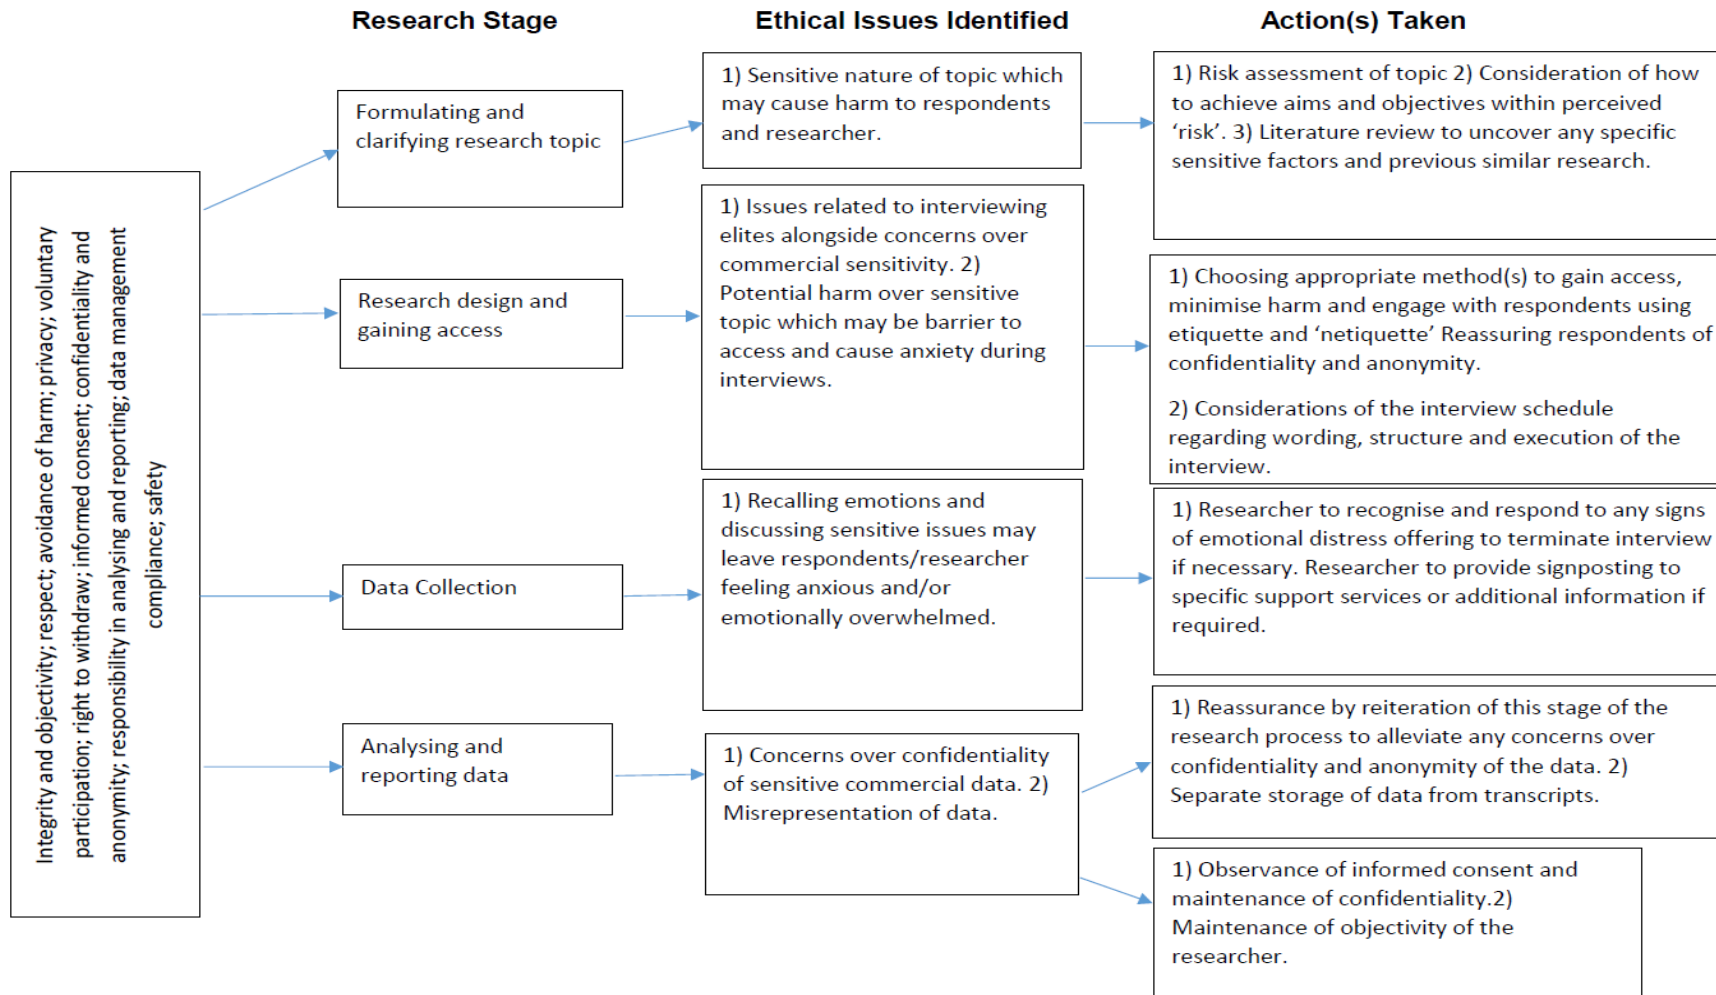 Research Stage
Ethical Issues Identified
Action(s) Taken
Integrity and objectivity; respect; avoidance of harm; privacy; voluntary
participation; right to withdraw; informed consent; confidentiality and
anonymity; responsibility in analysing and reporting; data management
compliance; safety
Formulating and
clarifying research topic
1) Sensitive nature of topic which
may cause harm to respondents
and researcher.
1) Risk assessment of topic 2) Consideration of how
to achieve aims and objectives within perceived
‘risk’. 3) Literature review to uncover any specific
sensitive factors and previous similar research.
Research design and
gaining access
1) Issues related to interviewing
elites alongside concerns over
commercial sensitivity. 2)
Potential harm over sensitive
topic which may be barrier to
access and cause anxiety during
interviews.
1) Choosing appropriate method(s) to gain access,
minimise harm and engage with respondents using
etiquette and ‘netiquette’ Reassuring respondents of
confidentiality and anonymity.
2) Considerations of the interview schedule
regarding wording, structure and execution of the
interview.
Data Collection
1) Recalling emotions and
discussing sensitive issues may
leave respondents/researcher
feeling anxious and/or
emotionally overwhelmed.
1) Researcher to recognise and respond to any signs
of emotional distress offering to terminate interview
if necessary. Researcher to provide signposting to
specific support services or additional information if
required.
Analysing and
reporting data
1) Concerns over confidentiality
of sensitive commercial data. 2)
Misrepresentation of data.
1) Reassurance by reiteration of this stage of the
research process to alleviate any concerns over
confidentiality and anonymity of the data. 2)
Separate storage of data from transcripts.
1) Observance of informed consent and
maintenance of confidentiality.2)
Maintenance of objectivity of the
researcher.